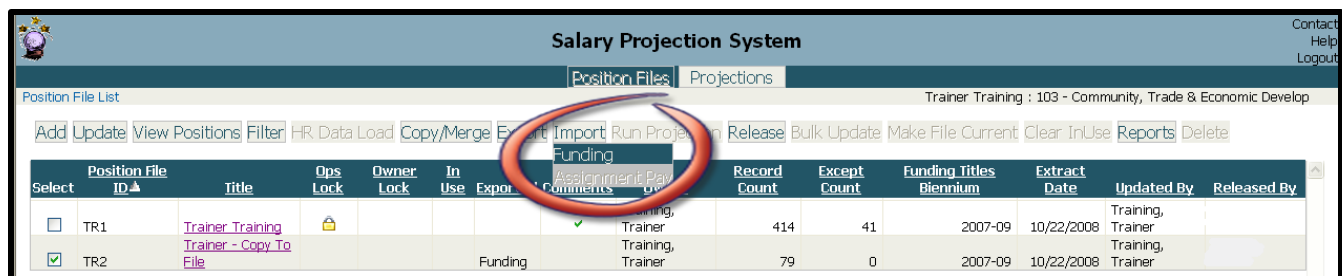 Contact
Salary Projection System
Help
Logout
Position Files Projections
Position File List Trainer Training : 103 - Community, Trade & Economic Develop
Add Update View Positions Filter HR Data Load Copy/Merge Export Import Run Projection Release Bulk Update Make File Current Clear InUse Reports Delete
Funding
Assignment Pay
Select Position File ID Title Ops Lock Owner Lock In Use Comments Record Count Except Count Funding Titles Biennium Extract Date Updated By Released By
TR1 Trainer Training Training, Trainer 414 41 2007-09 10/22/2008 Training, Trainer
TR2 Trainer - Copy To File Funding Training, Trainer 79 0 2007-09 10/22/2008 Training, Trainer